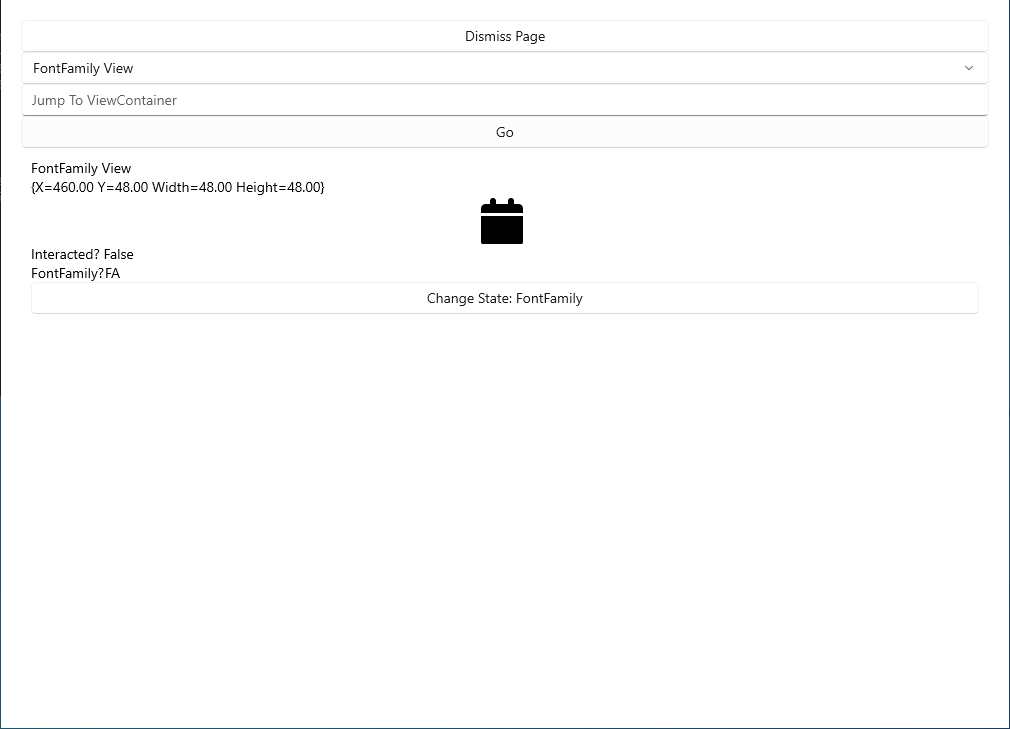 Dismiss Page
FontFamily View
Jump To ViewContainer
Go
FontFamily View
{X=460.00 Y=48.00 Width=48.00 Height=48.00}
Interacted? False
FontFamily?FA
Change State: FontFamily